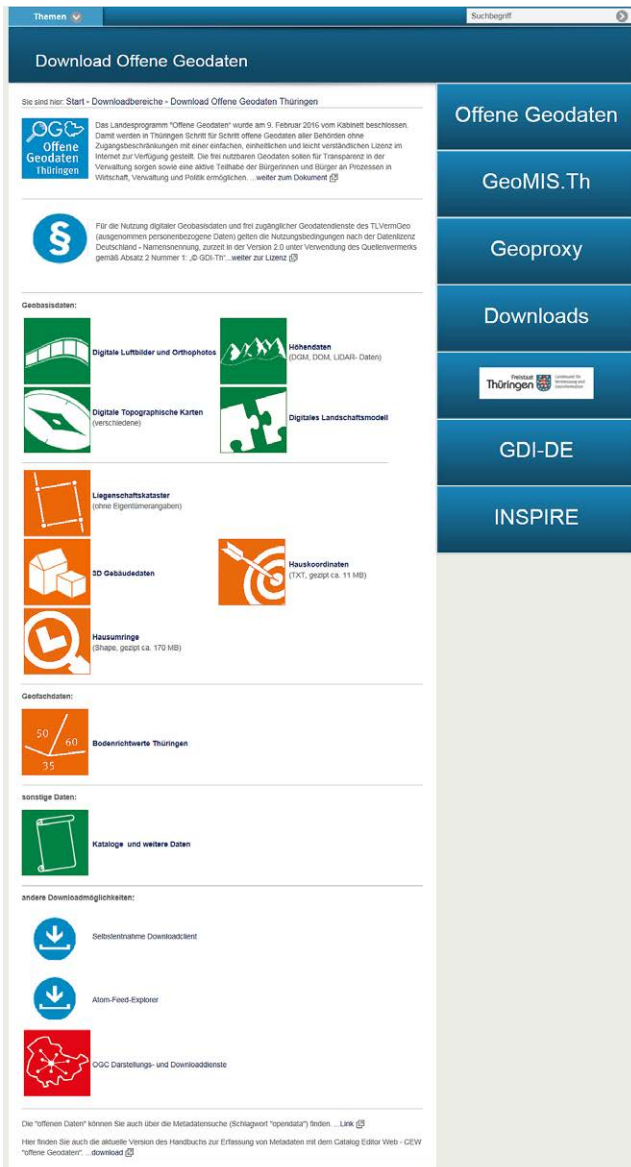 Themen
Suchbegriff
Download Offene Geodaten
Sie sind hier: Start - Downloadbereiche - Download Offene Geodaten Thüringen
OGD
Offene
Geodaten
Thüringen
Das Landesprogramm "Offene Geodaten" wurde am 9. Februar 2016 vom Kabinett beschlossen.
Damit werden in Thüringen Schritt für Schritt offene Geodaten aller Behörden ohne
Zugangsbeschränkungen mit einer einfachen, einheitlichen und leicht verständlichen Lizenz im
Internet zur Verfügung gestellt. Die frei nutzbaren Geodaten sollen für Transparenz in der
Verwaltung sorgen sowie eine aktive Teilhabe der Bürgerinnen und Bürger an Prozessen in
Wirtschaft, Verwaltung und Politik ermöglichen. ...weiter zum Dokument
§
Für die Nutzung digitaler Geobasisdaten und frei zugänglicher Geodatendienste des TLVermGeo
(ausgenommen personenbezogene Daten) gelten die Nutzungsbedingungen nach der Datenlizenz
Deutschland - Namensnennung, zurzeit in der Version 2.0 unter Verwendung des Quellenvermerks
gemäß Absatz 2 Nummer 1: „© GDI-Th"...weiter zur Lizenz
Geobasisdaten:
Digitale Luftbilder und Orthophotos
Höhendaten
(DGM, DOM, LiDAR- Daten)
Digitale Topographische Karten
(verschiedene)
Digitales Landschaftsmodell
Liegenschaftskataster
(ohne Eigentümerangaben)
3D Gebäudedaten
Hauskoordinaten
(TXT, gezipt ca. 11 MB)
Hausumringe
(Shape, gezipt ca. 170 MB)
Geofachdaten:
50
60
35
Bodenrichtwerte Thüringen
sonstige Daten:
Kataloge und weitere Daten
andere Downloadmöglichkeiten:
Selbstentnahme Downloadclient
Atom-Feed-Explorer
OGC Darstellungs- und Downloaddienste
Die "offenen Daten" können Sie auch über die Metadatensuche (Schlagwort "opendata") finden. ...Link
Hier finden Sie auch die aktuelle Version des Handbuchs zur Erfassung von Metadaten mit dem Catalog Editor Web - CEW
"offene Geodaten". ...download
Offene Geodaten
GeoMIS.Th
Geoproxy
Downloads
Freistaat
Thüringen
Landesamt für
Vermessung und
Geoinformation
GDI-DE
INSPIRE